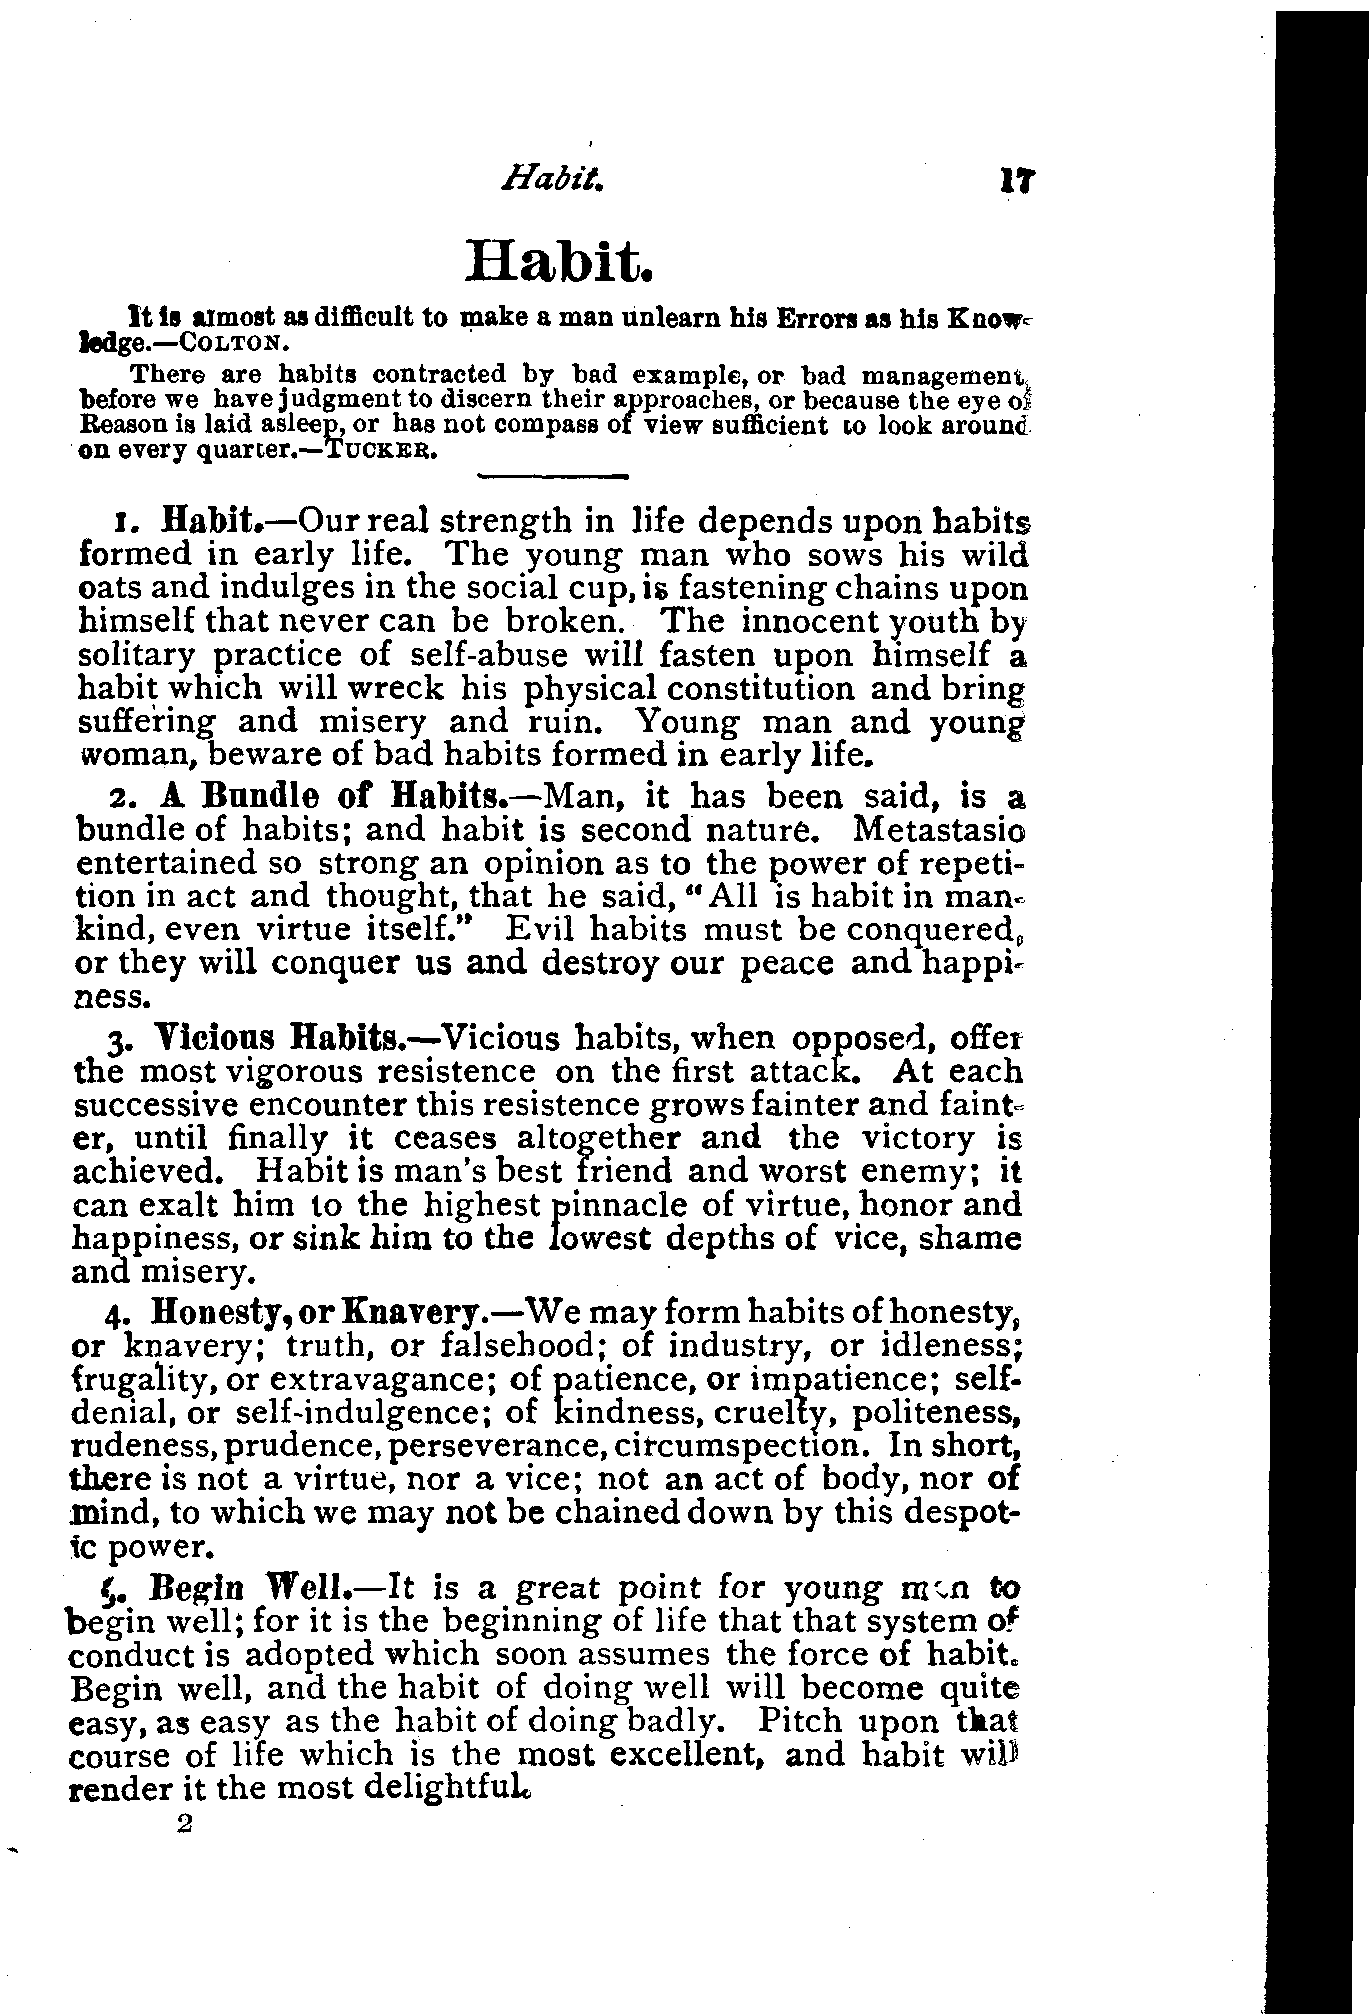 Habit. 17
Habit.
It is almost as difficult to make a man unlearn his Errors as his Know-
ledge.—COLTON.
There are habits contracted by bad example, or bad management,
before we have judgment to discern their approaches, or because the eye of
Reason is laid asleep, or has not compass of view sufficient to look around
on every quarter.—TUCKER.
1. Habit.—Our real strength in life depends upon habits
formed in early life. The young man who sows his wild
oats and indulges in the social cup, is fastening chains upon
himself that never can be broken. The innocent youth by
solitary practice of self-abuse will fasten upon himself a
habit which will wreck his physical constitution and bring
suffering and misery and ruin. Young man and young
woman, beware of bad habits formed in early life.
2. A Bundle of Habits.—Man, it has been said, is a
bundle of habits; and habit is second nature. Metastasio
entertained so strong an opinion as to the power of repeti-
tion in act and thought, that he said, "All is habit in man-
kind, even virtue itself." Evil habits must be conquered,
or they will conquer us and destroy our peace and happi-
ness.
3. Vicious Habits.—Vicious habits, when opposed, offer
the most vigorous resistence on the first attack. At each
successive encounter this resistence grows fainter and faint-
er, until finally it ceases altogether and the victory is
achieved. Habit is man's best friend and worst enemy; it
can exalt him to the highest pinnacle of virtue, honor and
happiness, or sink him to the lowest depths of vice, shame
and misery.
4. Honesty, or Knavery.—We may form habits of honesty,
or knavery; truth, or falsehood; of industry, or idleness;
frugality, or extravagance; of patience, or impatience; self-
denial, or self-indulgence; of kindness, cruelty, politeness,
rudeness, prudence, perseverance, circumspection. In short,
there is not a virtue, nor a vice; not an act of body, nor of
mind, to which we may not be chained down by this despot-
ic power.
5. Begin Well.—It is a great point for young men to
begin well; for it is the beginning of life that that system of
conduct is adopted which soon assumes the force of habit.
Begin well, and the habit of doing well will become quite
easy, as easy as the habit of doing badly. Pitch upon that
course of life which is the most excellent, and habit will
render it the most delightful.
2